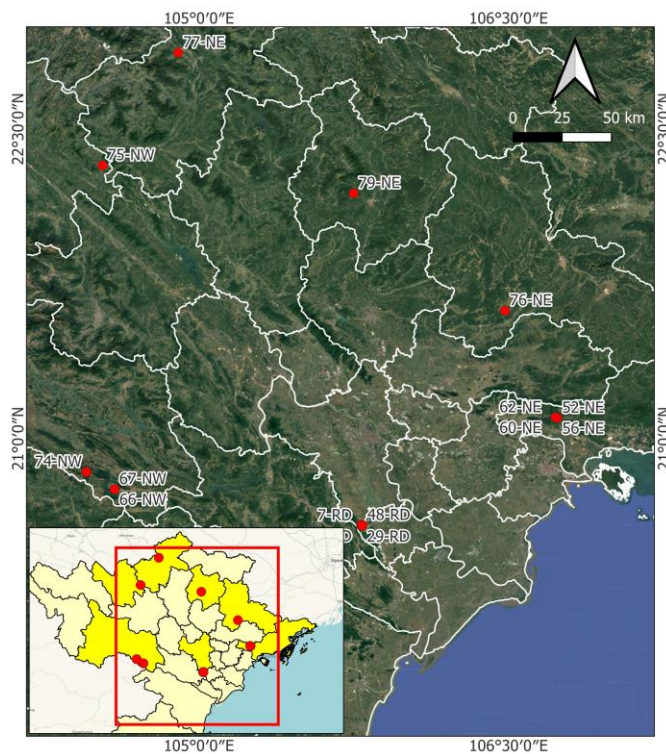 105°0′0″N 106°30′0″N
77-NE
0 25 50 km
22°30′0″N
22°30′0″N
75-NW
79-NE
76-NE
62-NE 52-NE
60-NE 56-NE
21°0′0″N
21°0′0″N
74-NW
67-NW
66-NW
7-RD 48-RD
D 29-RD
105°0′0″N 106°30′0″N